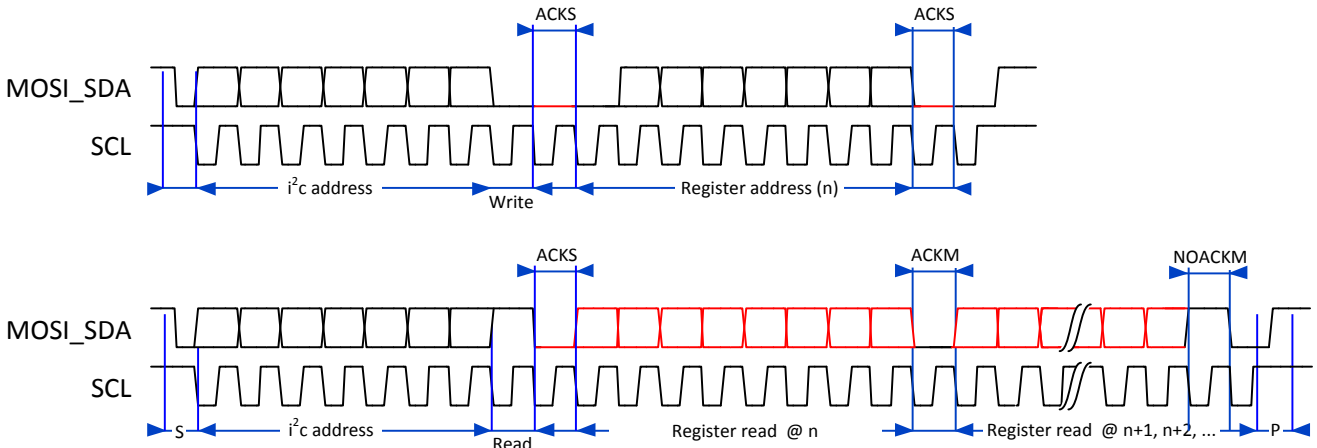 ACKS ACKS
MOSI_SDA
SCL
i²c address Write Register address (n)
ACKS ACKM NOACKM
MOSI_SDA
SCL
S i²c address Read Register read @ n Register read @ n+1, n+2, ... P